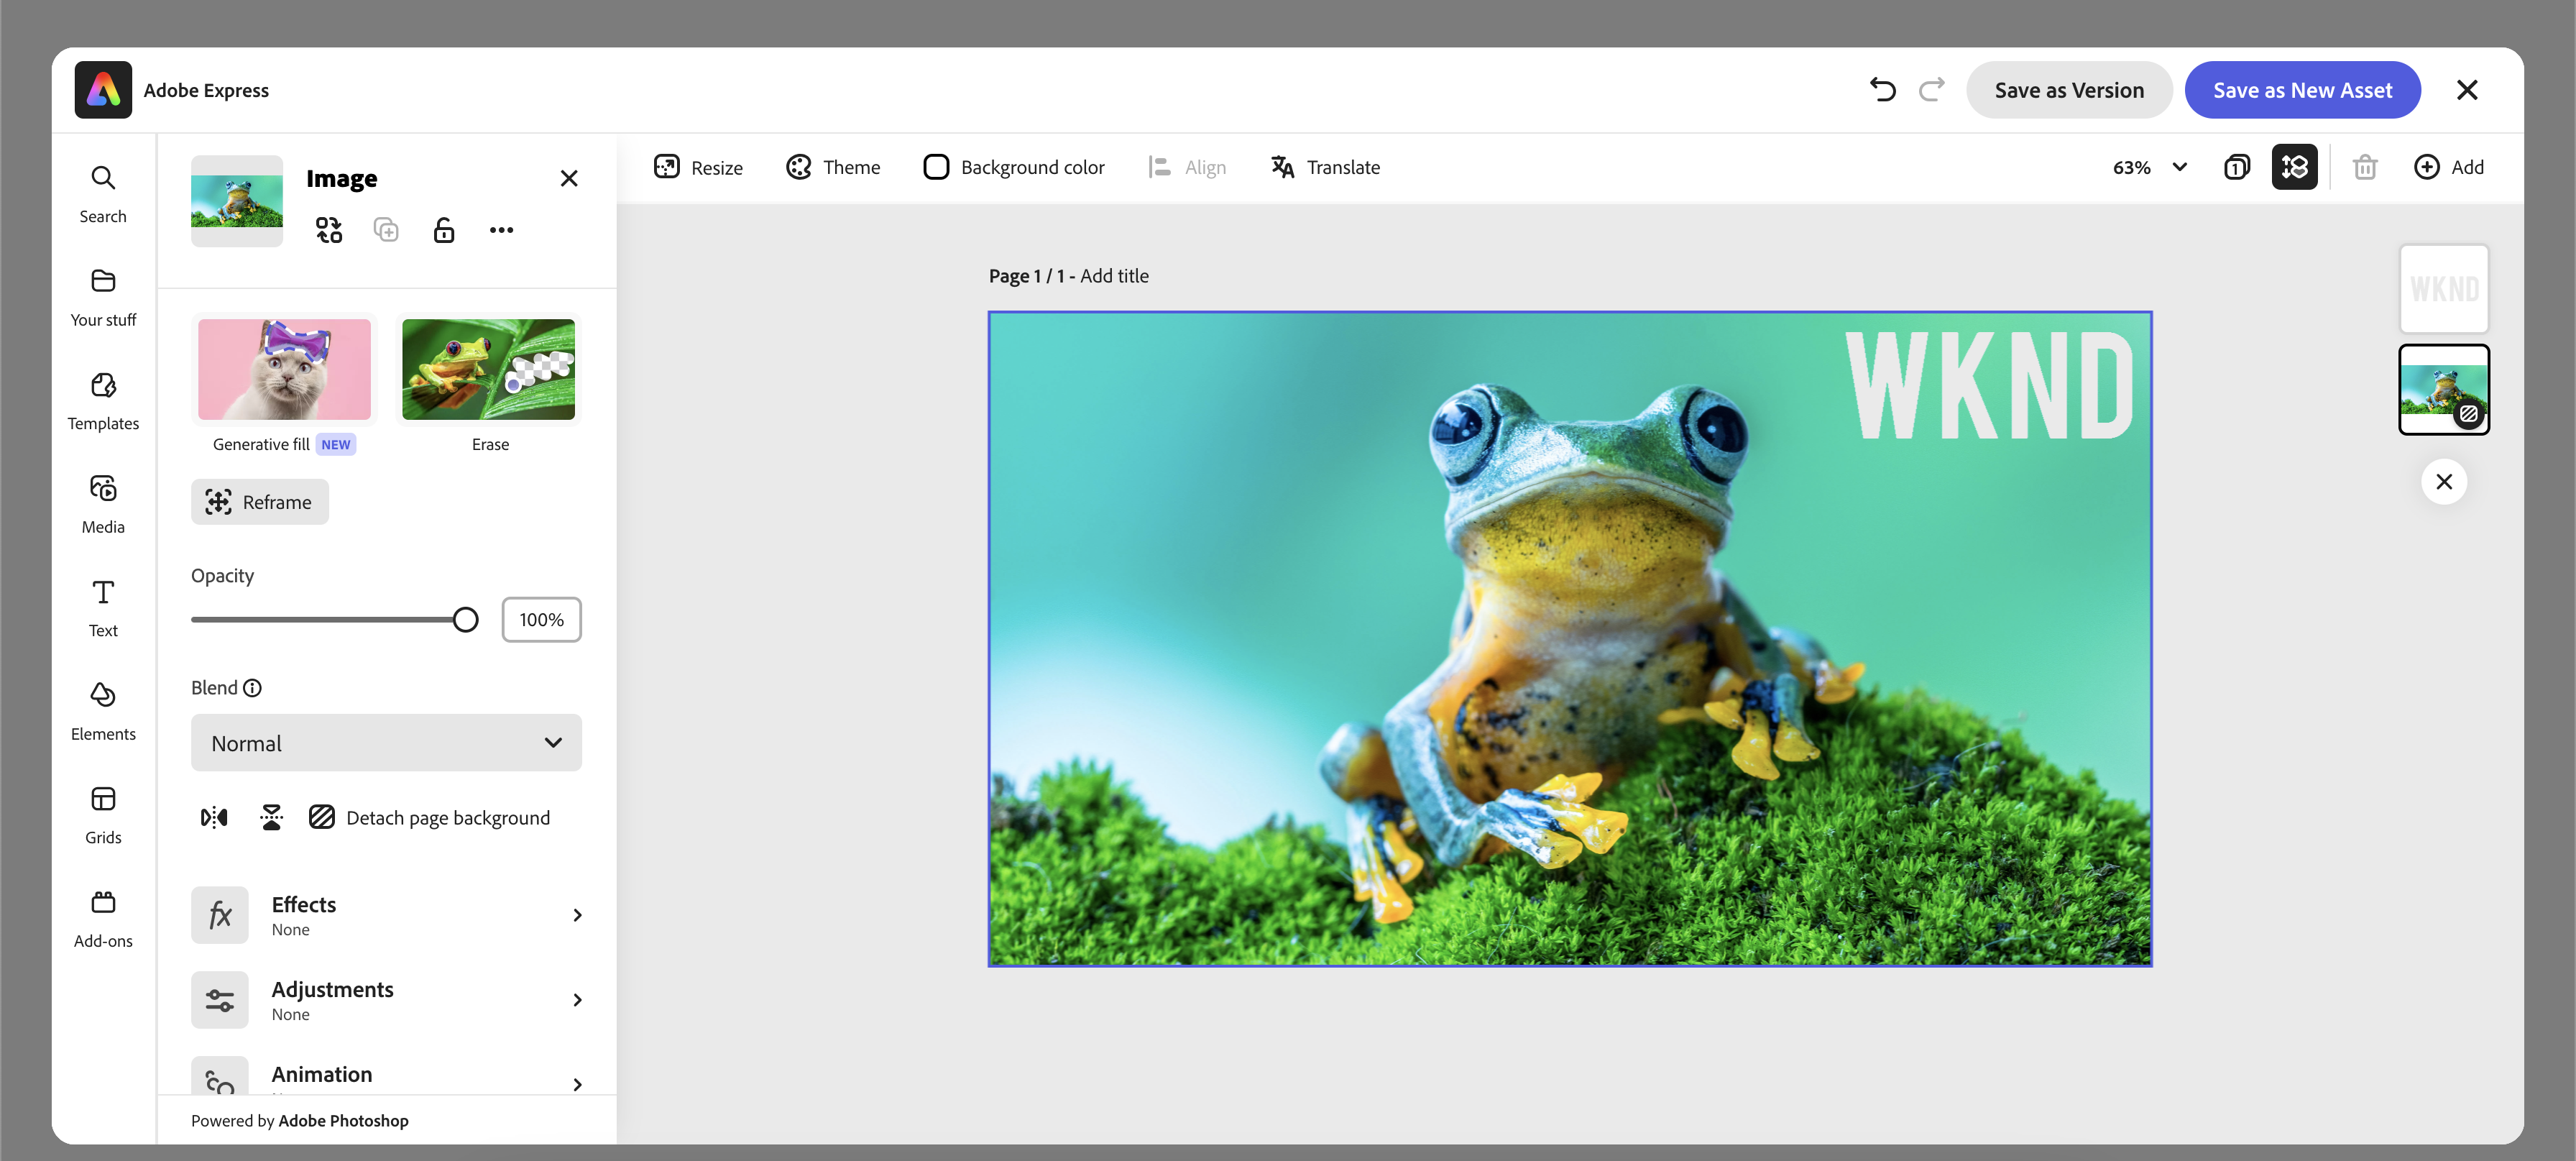 Adobe Express
Save as Version
Save as New Asset
Search
Your stuff
Templates
Media
Text
Elements
Grids
Add-ons
Image
Generative fill NEW
Erase
Reframe
Opacity
100%
Blend
Normal
Detach page background
fx Effects
None
Adjustments
None
Animation
Powered by Adobe Photoshop
Resize
Theme
Background color
Align
Translate
63%
1
Add
Page 1 / 1 - Add title
WKND
WKND